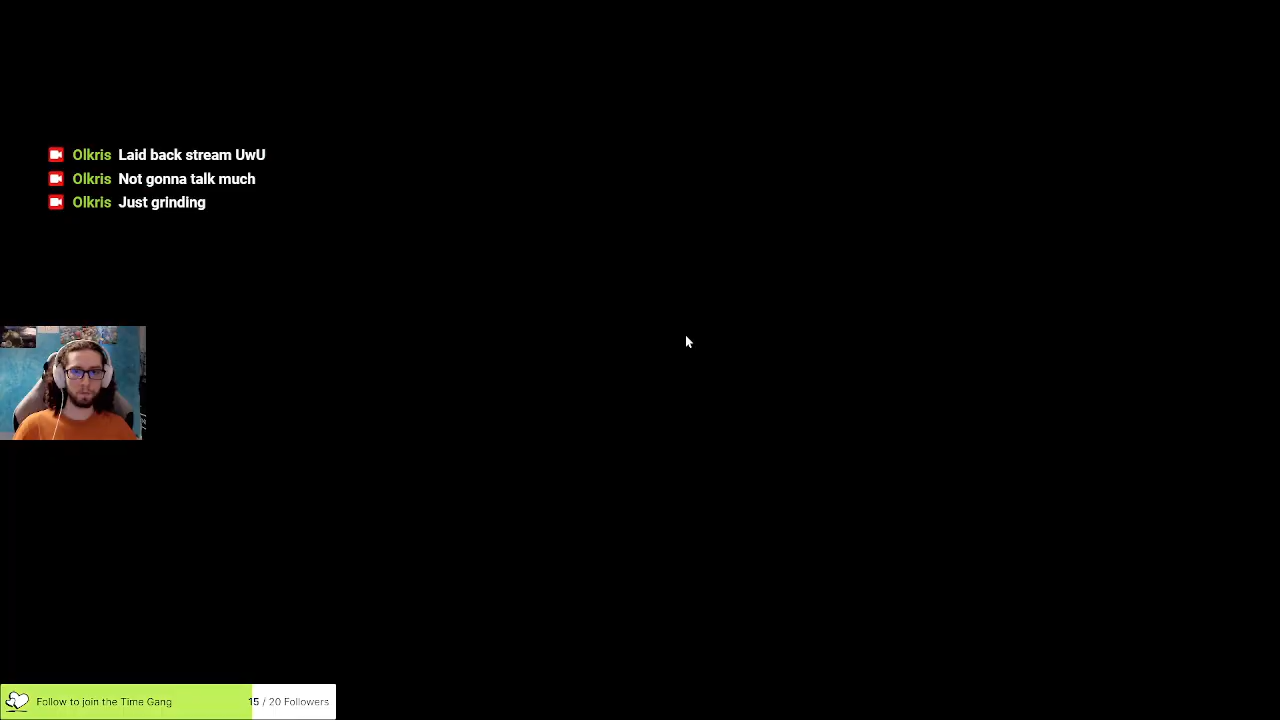 Olkris Laid back stream UwU
Olkris Not gonna talk much
Olkris Just grinding
Follow to join the Time Gang 15 / 20 Followers